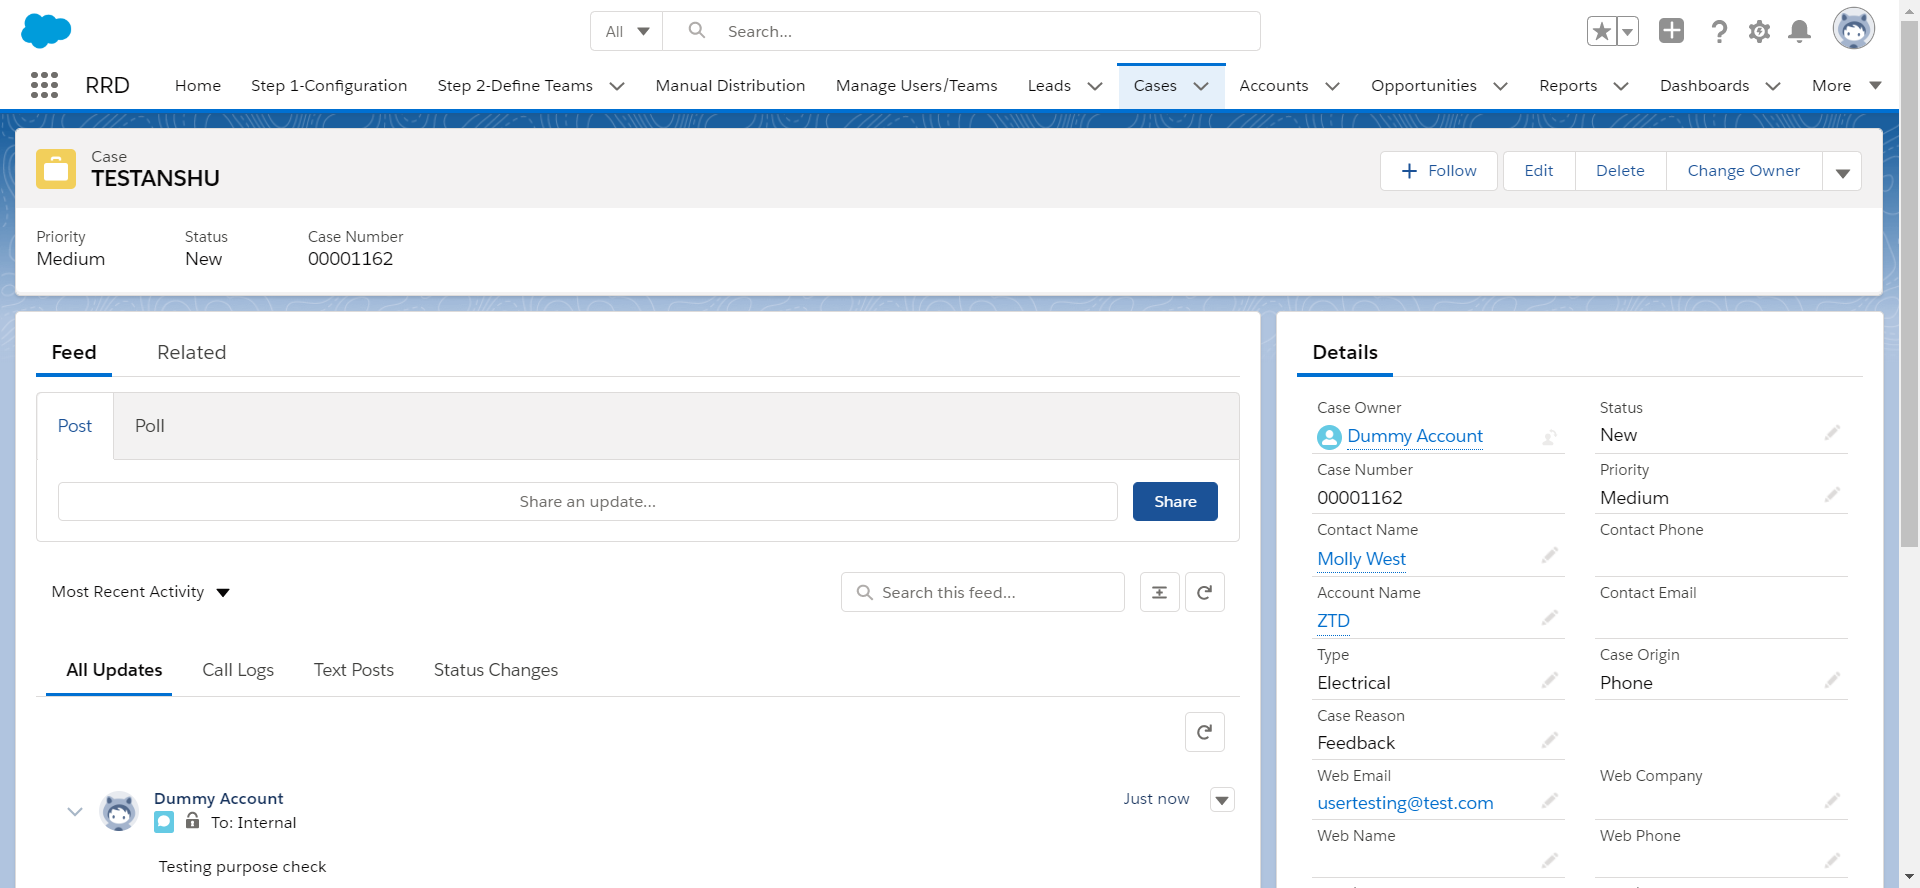 All
Search...
RRD
Home
Step 1-Configuration
Step 2-Define Teams
Manual Distribution
Manage Users/Teams
Leads
Cases
Accounts
Opportunities
Reports
Dashboards
More
Case
TESTANSHU
Follow
Edit
Delete
Change Owner
Priority
Medium
Status
New
Case Number
00001162
Feed
Related
Post
Poll
Share an update...
Share
Most Recent Activity
Search this feed...
All Updates
Call Logs
Text Posts
Status Changes
Dummy Account
Just now
To: Internal
Testing purpose check
Details
Case Owner
Dummy Account
Status
New
Case Number
00001162
Priority
Medium
Contact Name
Molly West
Contact Phone
Account Name
ZTD
Contact Email
Type
Electrical
Case Origin
Phone
Case Reason
Feedback
Web Email
usertesting@test.com
Web Company
Web Name
Web Phone